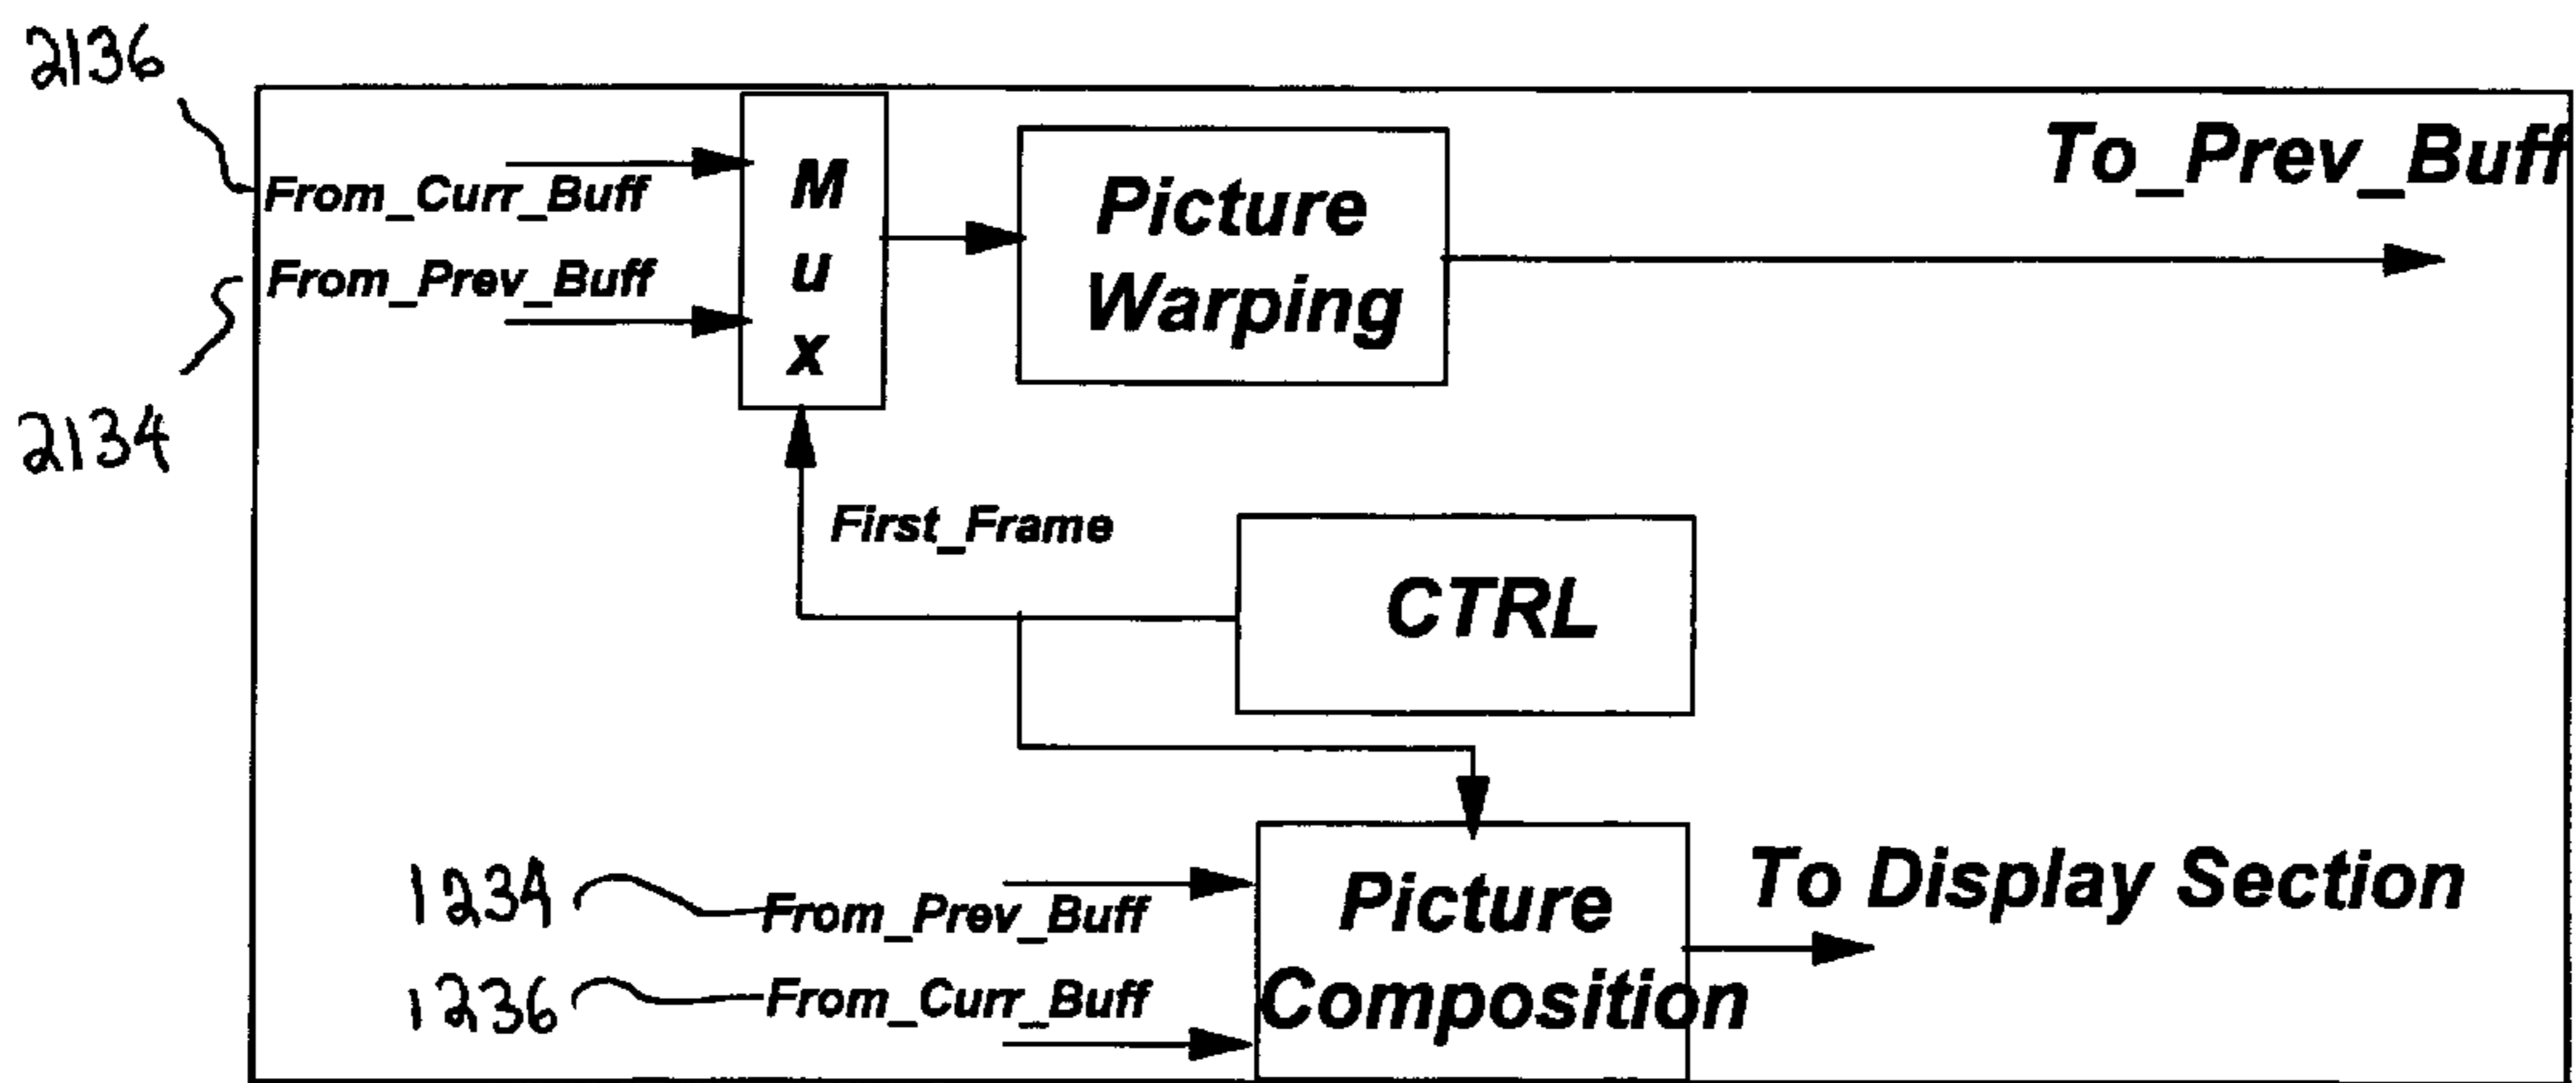 2136
From_Curr_Buff
From_Prev_Buff
2134
M
u
x
Picture
Warping
To_Prev_Buff
First_Frame
CTRL
1234
From_Prev_Buff
1236
From_Curr_Buff
Picture
Composition
To Display Section